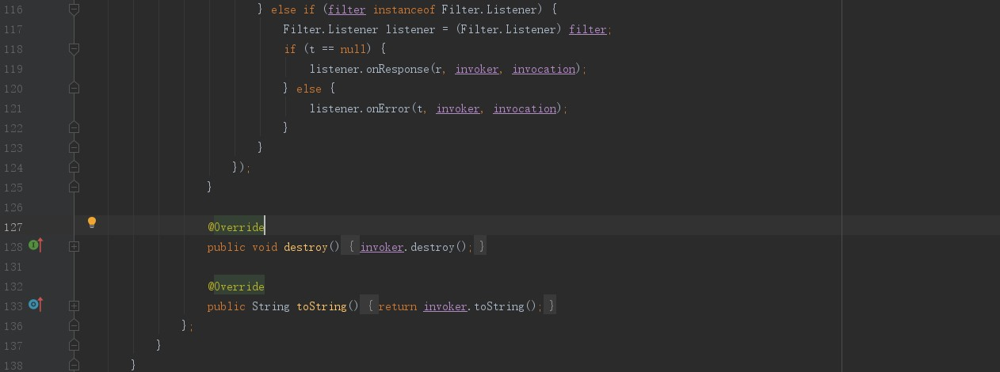 116 } else if (filter instanceof Filter.Listener) {
117 Filter.Listener listener = (Filter.Listener) filter;
118 if (t == null) {
119 listener.onResponse(r, invoker, invocation);
120 } else {
121 listener.onError(t, invoker, invocation);
122 }
123 }
124 });
125 }
126
127 @Override
128 public void destroy() { invoker.destroy(); }
131
132 @Override
133 public String toString() { return invoker.toString(); }
136 };
137 }
138 }